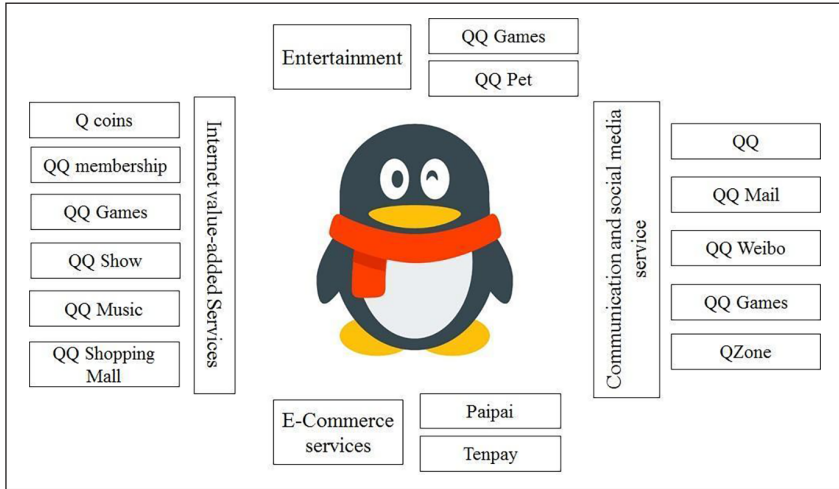 Entertainment
QQ Games
QQ Pet
Internet value-added Services
Q coins
QQ membership
QQ Games
QQ Show
QQ Music
QQ Shopping
Mall
Communication and social media
service
QQ
QQ Mail
QQ Weibo
QQ Games
QZone
E-Commerce
services
Paipai
Tenpay